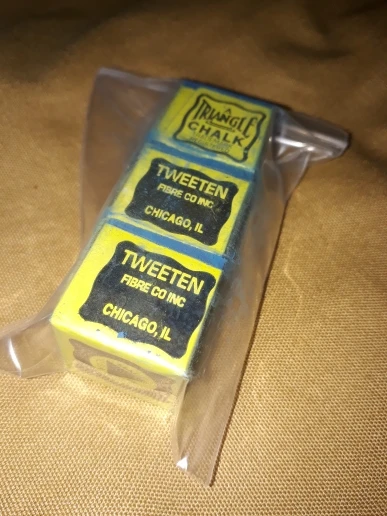 TRIANGLE
CHALK
TWEETEN
FIBRE CO INC
CHICAGO, IL
TWEETEN
FIBRE CO INC
CHICAGO, IL